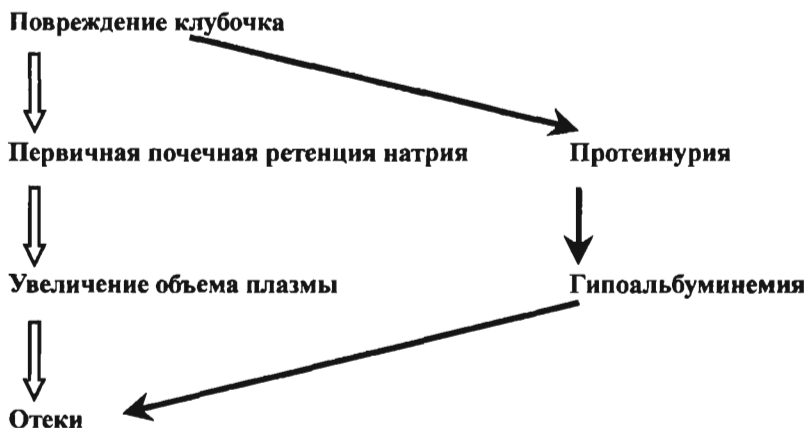 Повреждение клубочка
Первичная почечная ретенция натрия Протеинурия
Увеличение объема плазмы Гипоальбуминемия
Отеки